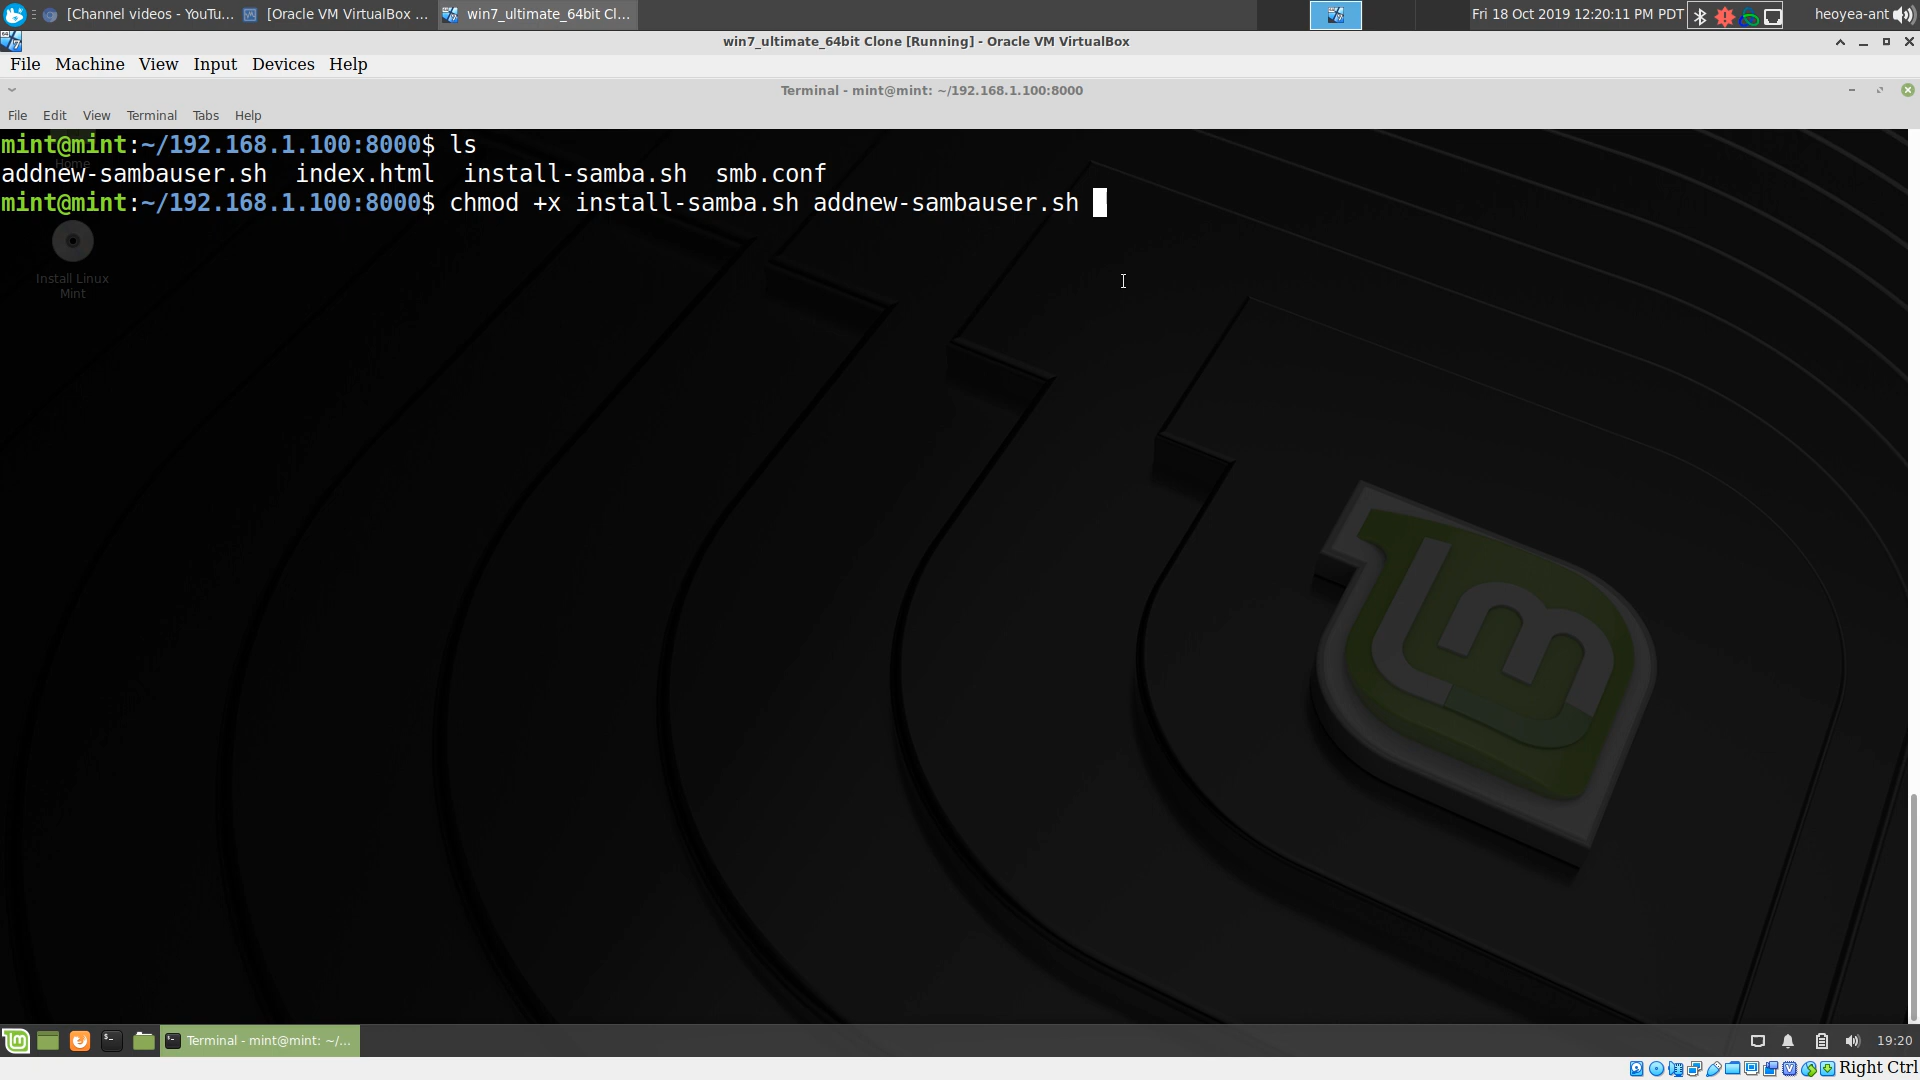 [Channel videos - YouTu... [Oracle VM VirtualBox ... win7_ultimate_64bit Cl... Fri 18 Oct 2019 12:20:11 PM PDT heoyea-ant
win7_ultimate_64bit Clone [Running] - Oracle VM VirtualBox
File Machine View Input Devices Help
Terminal - mint@mint: ~/192.168.1.100:8000
File Edit View Terminal Tabs Help
mint@mint:~/192.168.1.100:8000$ ls
Home
addnew-sambauser.sh index.html install-samba.sh smb.conf
mint@mint:~/192.168.1.100:8000$ chmod +x install-samba.sh addnew-sambauser.sh
Install Linux
Mint
Terminal - mint@mint: ~/... 19:20
Right Ctrl